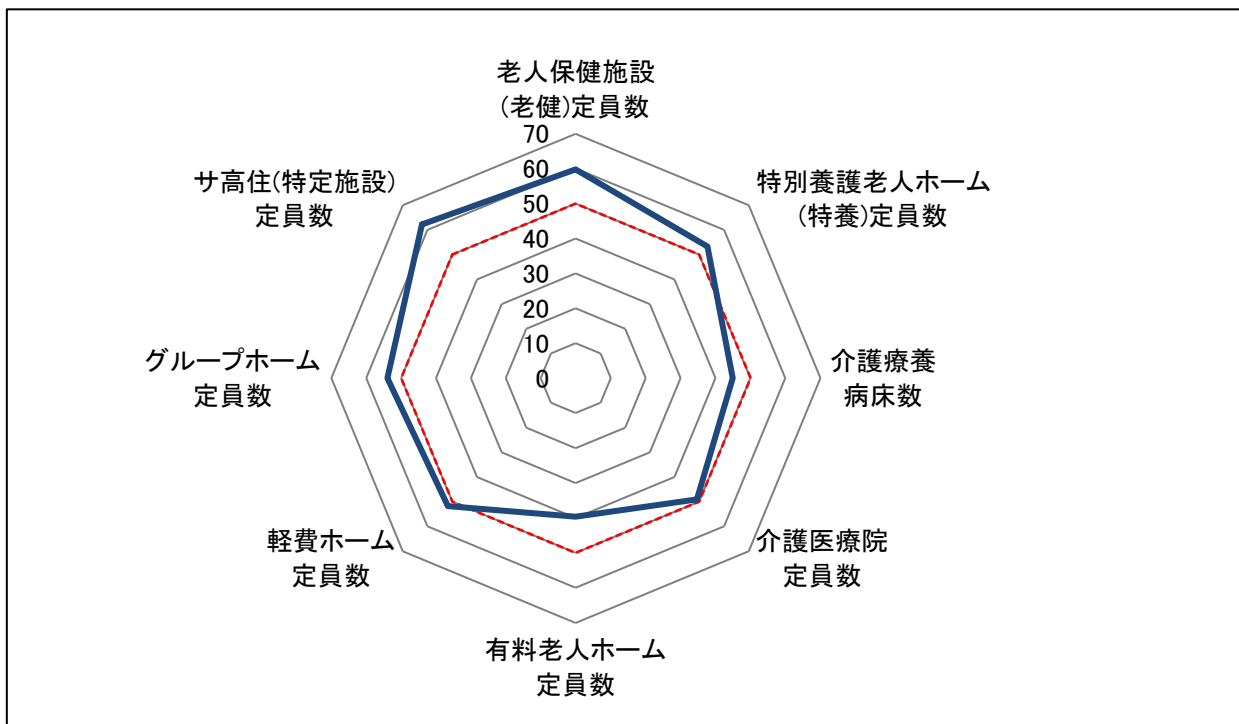 老人保健施設
(老健)定員数
特別養護老人ホーム
(特養)定員数
介護療養
病床数
介護医療院
定員数
有料老人ホーム
定員数
軽費ホーム
定員数
グループホーム
定員数
サ高住(特定施設)
定員数
70
60
50
40
30
20
10
0